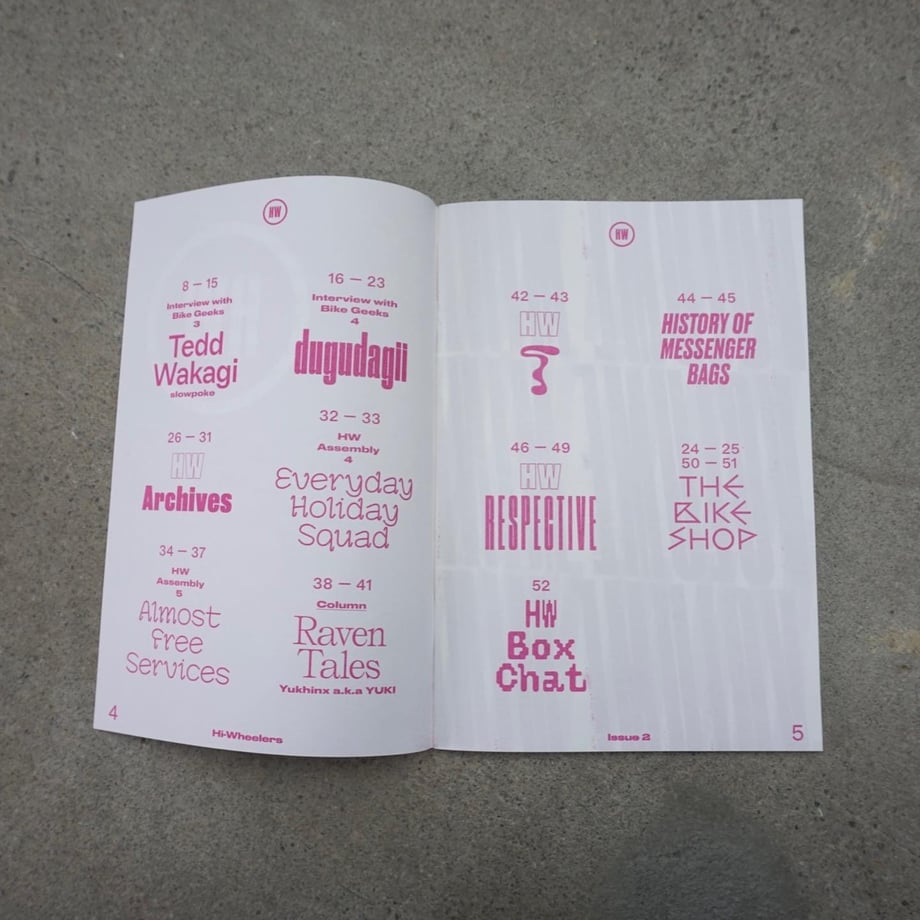 HW
8 — 15
Interview with
Bike Geeks
3
Tedd
Wakagi
slowpoke
16 — 23
Interview with
Bike Geeks
4
dugudagii
26 — 31
HW
Archives
32 — 33
HW
Assembly
4
Everyday
Holiday
Squad
34 — 37
HW
Assembly
5
Almost
Free
Services
38 — 41
Column
Raven
Tales
Yukhinx a.k.a YUKI
4
Hi-Wheelers
HW
42 — 43
HW
?
44 — 45
HISTORY OF
MESSENGER
BAGS
46 — 49
HW
RESPECTIVE
24 — 25
50 — 51
THE
BIKE
SHOP
52
HW
Box
Chat
Issue 2
5